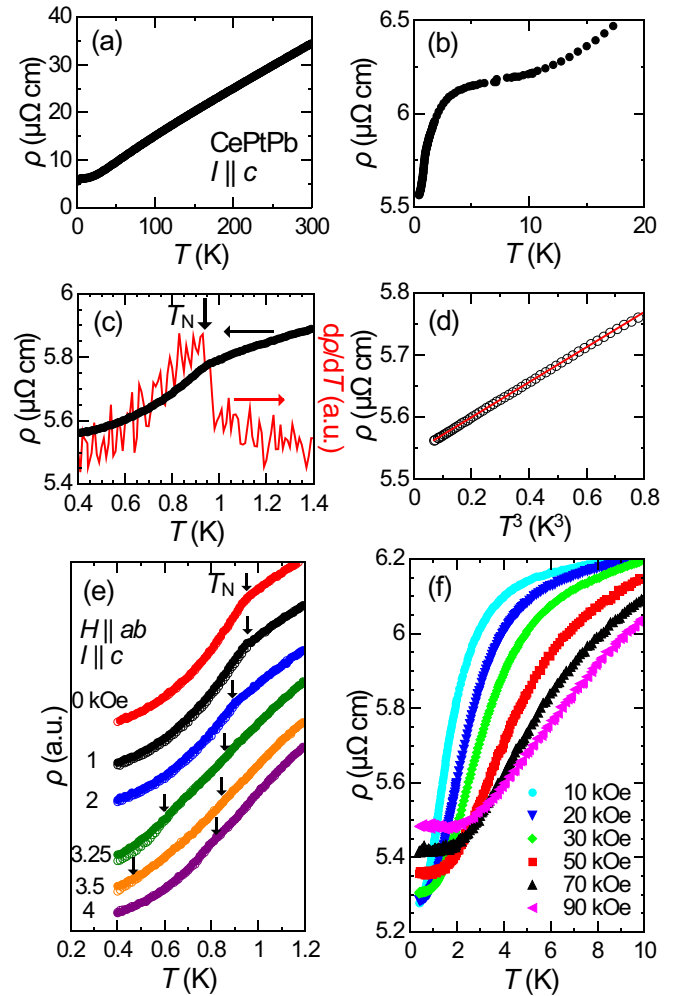 (a)
40
30
20
10
0
ρ (μΩ cm)
CePtPb
I || c
0 100 200 300
T (K)
(b)
6.5
6
5.5
ρ (μΩ cm)
0 10 20
T (K)
(c)
6
5.8
5.6
5.4
ρ (μΩ cm)
T_N
dρ/dT (a.u.)
0.4 0.6 0.8 1.0 1.2 1.4
T (K)
(d)
5.8
5.7
5.6
5.5
ρ (μΩ cm)
0 0.2 0.4 0.6 0.8
T³ (K³)
(e)
T_N
H || ab
I || c
0 kOe
1
2
3.25
3.5
4
ρ (a.u.)
0.2 0.4 0.6 0.8 1 1.2
T (K)
(f)
6.2
6.0
5.8
5.6
5.4
5.2
ρ (μΩ cm)
10 kOe
20 kOe
30 kOe
50 kOe
70 kOe
90 kOe
0 2 4 6 8 10
T (K)